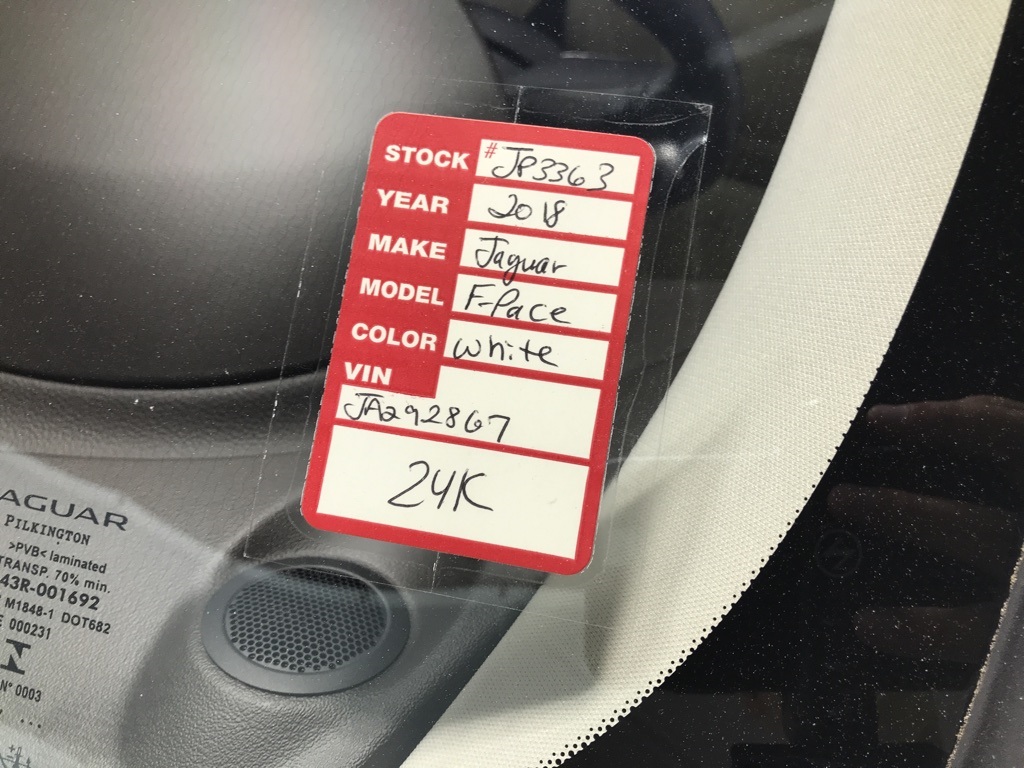 STOCK # JP3363
YEAR 2018
MAKE Jaguar
MODEL F-Pace
COLOR white
VIN
JA292867
24K
AGUAR
PILKINGTON
>PVB< laminated
TRANSP. 70% min.
43R-001692
M1848-1 DOT682
000231
N° 0003